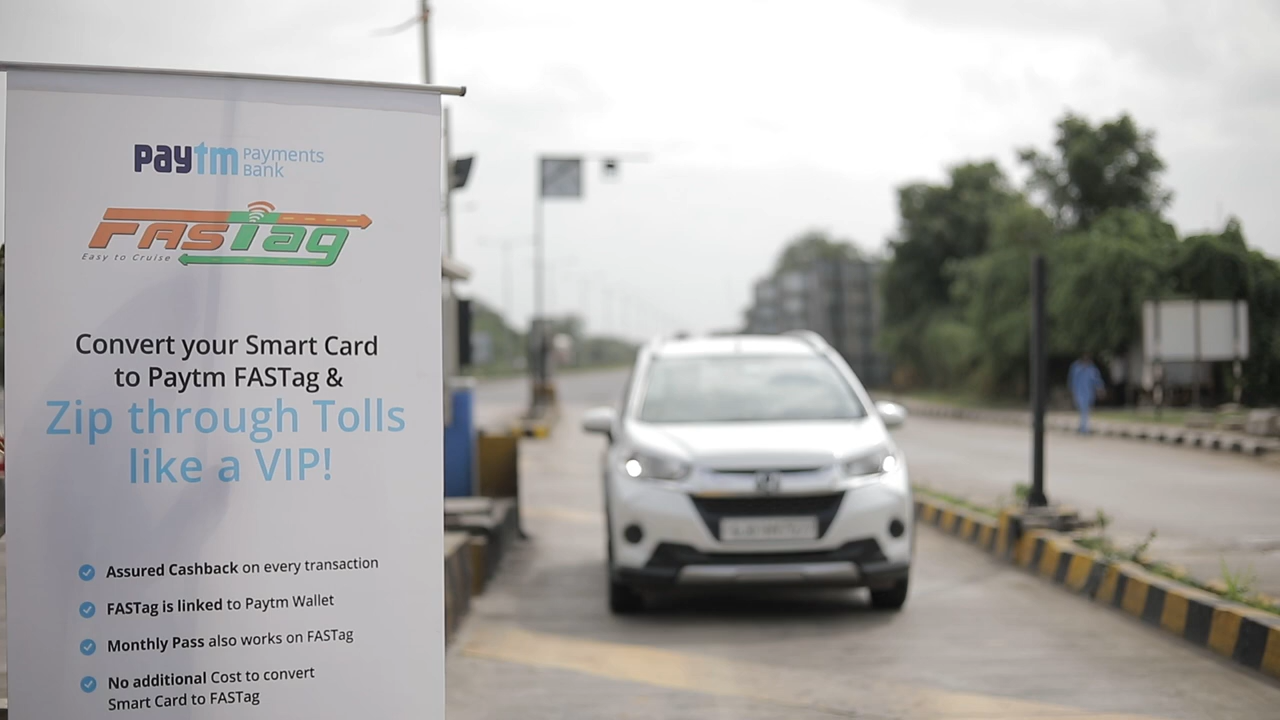 paytm Payments
Bank
FASTag
Easy to Cruise
Convert your Smart Card
to Paytm FASTag &
Zip through Tolls
like a VIP!
Assured Cashback on every transaction
FASTag is linked to Paytm Wallet
Monthly Pass also works on FASTag
No additional Cost to convert
Smart Card to FASTag